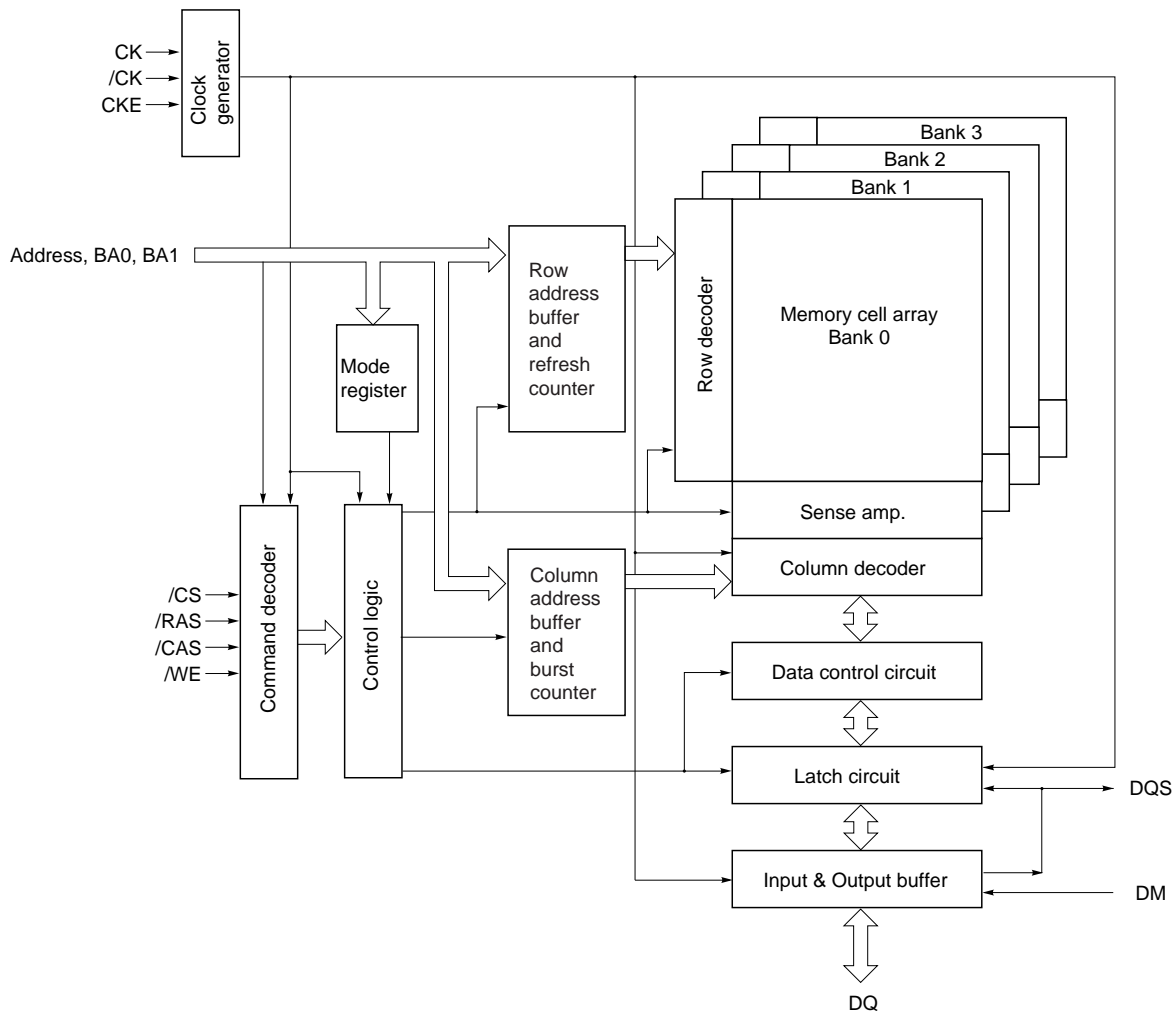 CK
/CK
CKE
Clock
generator
Bank 3
Bank 2
Bank 1
Address, BA0, BA1
Row
address
buffer
and
refresh
counter
Row decoder
Memory cell array
Bank 0
Mode
register
Sense amp.
Column decoder
/CS
/RAS
/CAS
/WE
Command decoder
Control logic
Column
address
buffer
and
burst
counter
Data control circuit
Latch circuit
DQS
Input & Output buffer
DM
DQ